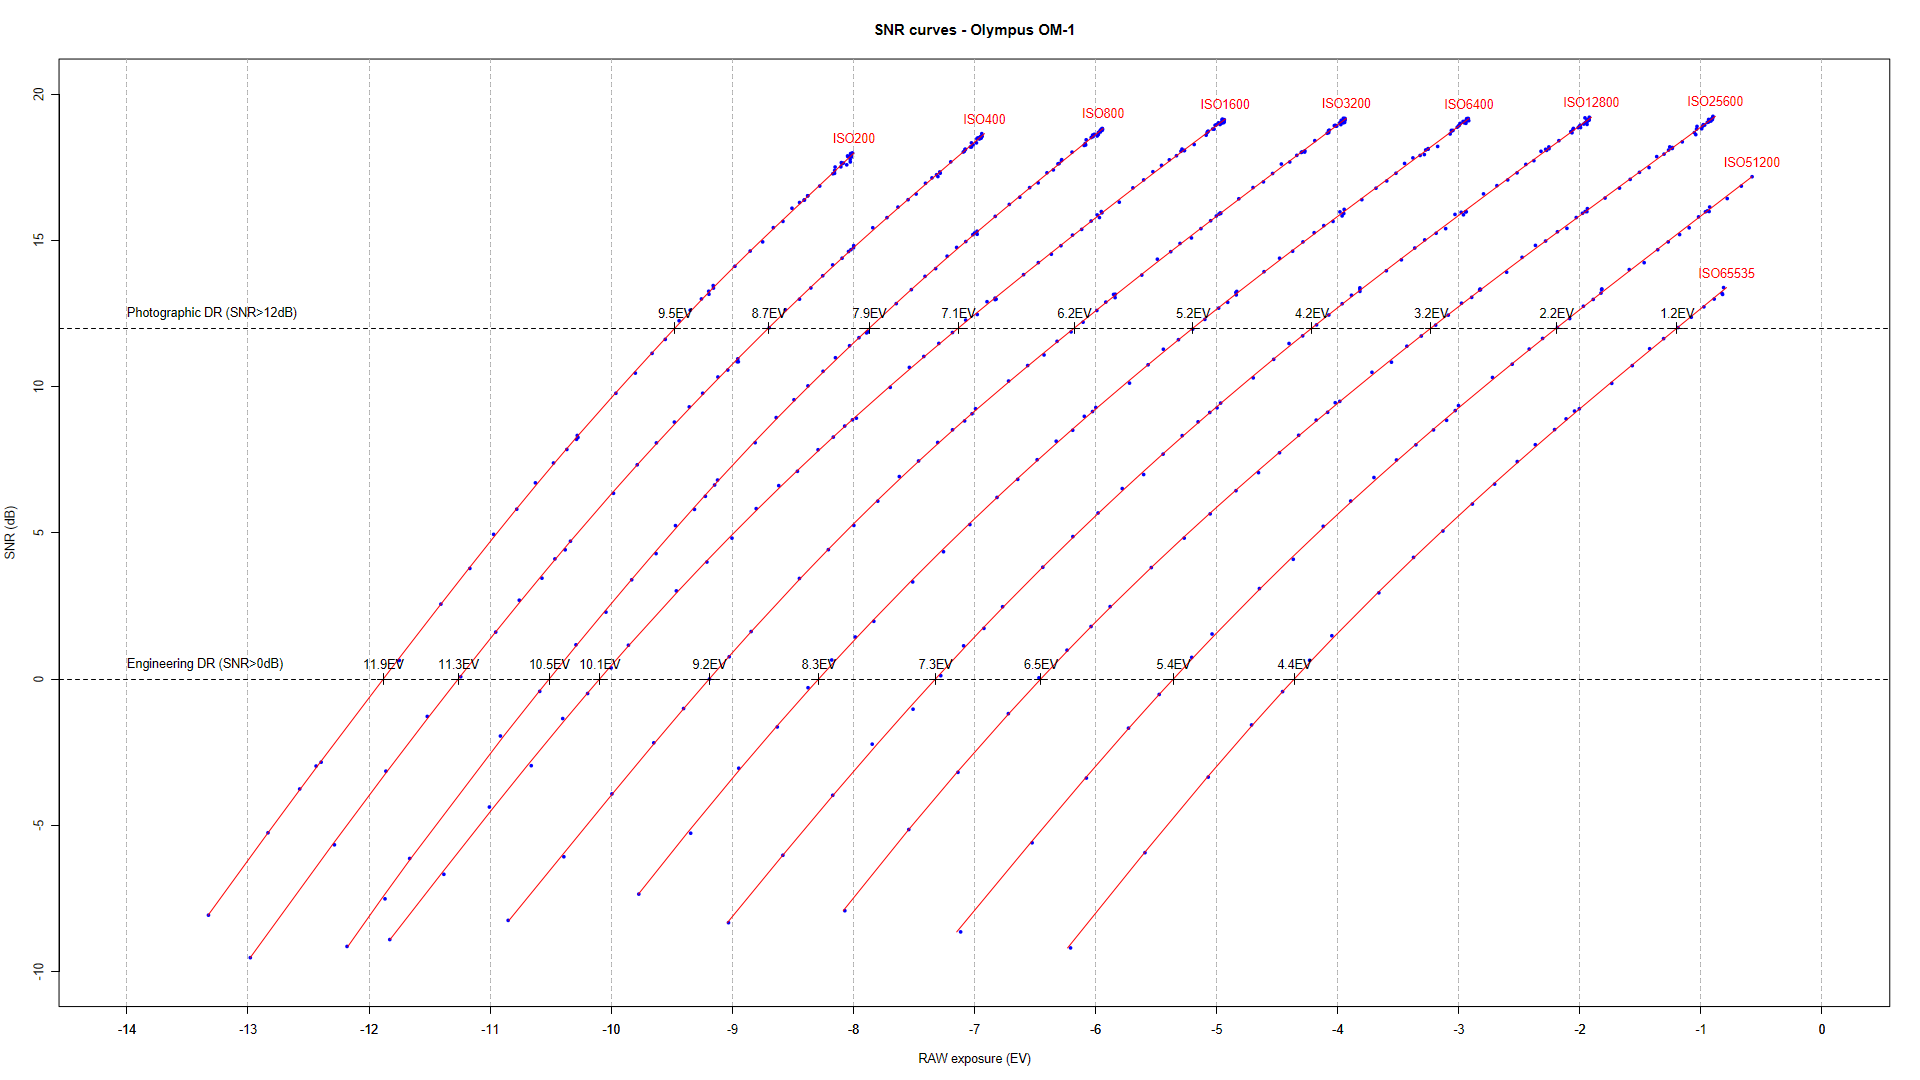 SNR curves - Olympus OM-1
20
15
10
5
0
-5
-10
SNR (dB)
ISO200
ISO400
ISO800
ISO1600
ISO3200
ISO6400
ISO12800
ISO25600
ISO51200
ISO65535
Photographic DR (SNR>12dB)
9.5EV
8.7EV
7.9EV
7.1EV
6.2EV
5.2EV
4.2EV
3.2EV
2.2EV
1.2EV
Engineering DR (SNR>0dB)
11.9EV
11.3EV
10.5EV
10.1EV
9.2EV
8.3EV
7.3EV
6.5EV
5.4EV
4.4EV
-14 -13 -12 -11 -10 -9 -8 -7 -6 -5 -4 -3 -2 -1 0
RAW exposure (EV)